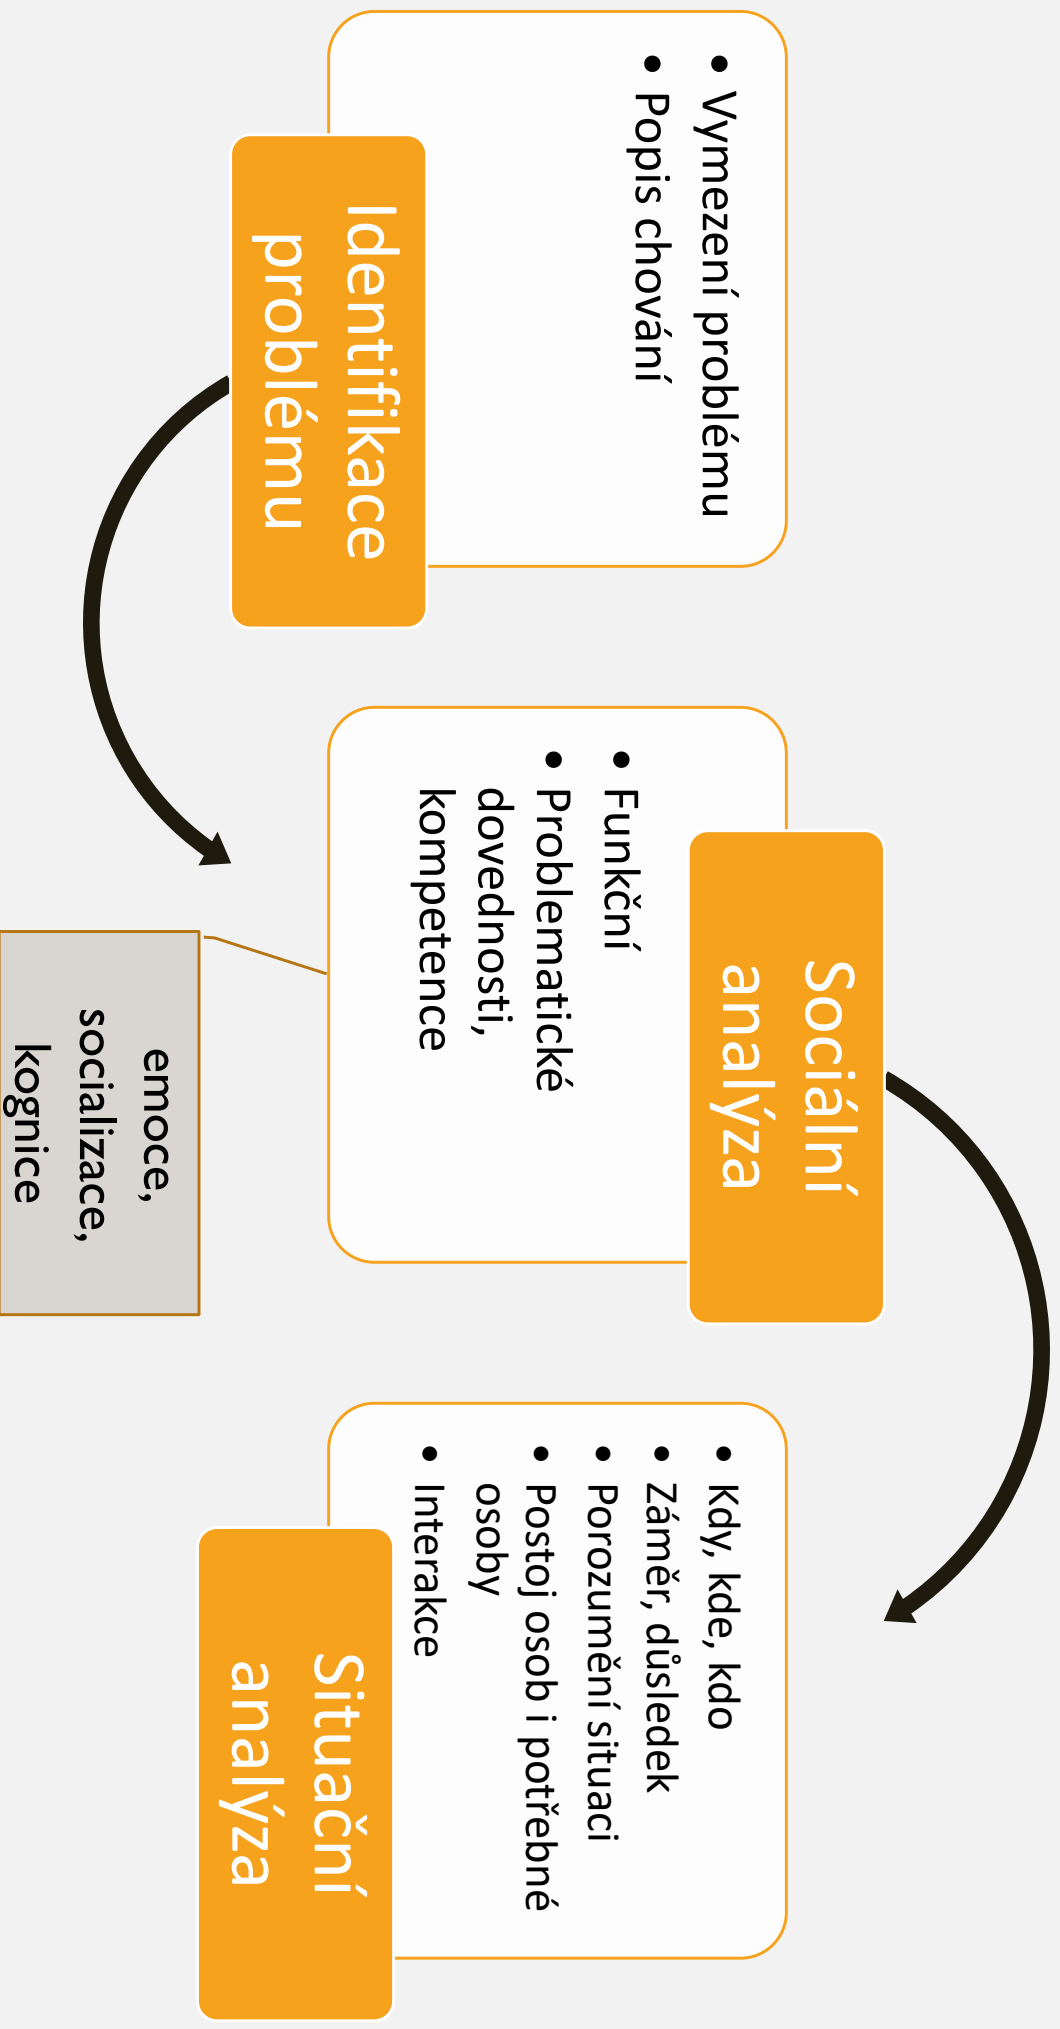 • Vymezení problému
• Popis chování
Identifikace
problému
Sociální
analýza
• Funkční
• Problematické
dovednosti,
kompetence
emoce,
socializace,
kognice
• Kdy, kde, kdo
• Záměr, důsledek
• Porozumění situaci
• Postoj osob i potřebné
osoby
• Interakce
Situační
analýza